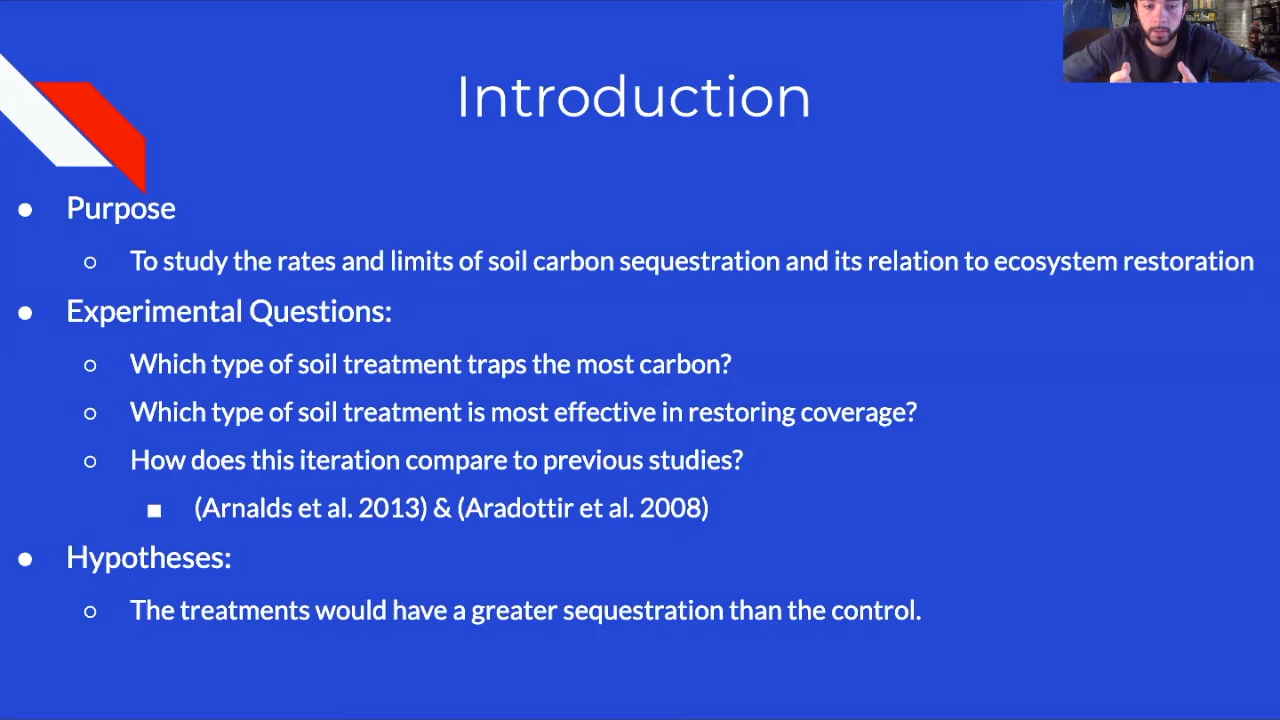 Introduction
● Purpose
○ To study the rates and limits of soil carbon sequestration and its relation to ecosystem restoration
● Experimental Questions:
○ Which type of soil treatment traps the most carbon?
○ Which type of soil treatment is most effective in restoring coverage?
○ How does this iteration compare to previous studies?
■ (Arnalds et al. 2013) & (Aradottir et al. 2008)
● Hypotheses:
○ The treatments would have a greater sequestration than the control.